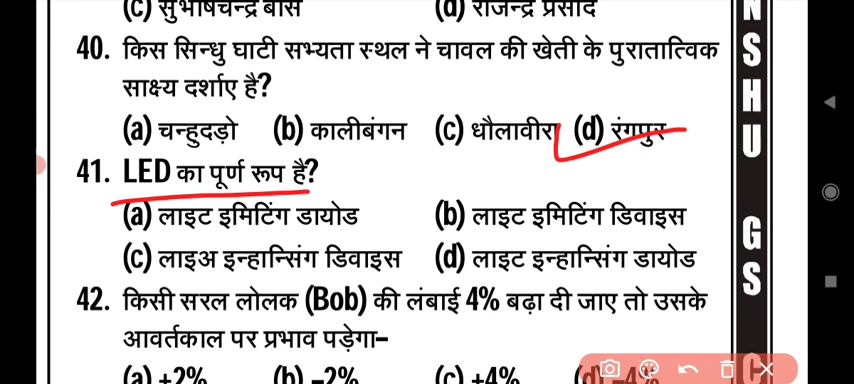 (c) सुभाषचन्द्र बोस (d) राजेन्द्र प्रसाद
40. किस सिन्धु घाटी सभ्यता स्थल ने चावल की खेती के पुरातात्विक
साक्ष्य दर्शाए है?
(a) चन्हुदड़ो (b) कालीबंगन (c) धौलावीरा (d) रंगपुर
41. LED का पूर्ण रूप है?
(a) लाइट इमिटिंग डायोड (b) लाइट इमिटिंग डिवाइस
(c) लाइअ इन्हान्सिंग डिवाइस (d) लाइट इन्हान्सिंग डायोड
42. किसी सरल लोलक (Bob) की लंबाई 4% बढ़ा दी जाए तो उसके
आवर्तकाल पर प्रभाव पड़ेगा–
(a) +2% (b) –2% (c) +4% (d) –4%
NSHU GS C